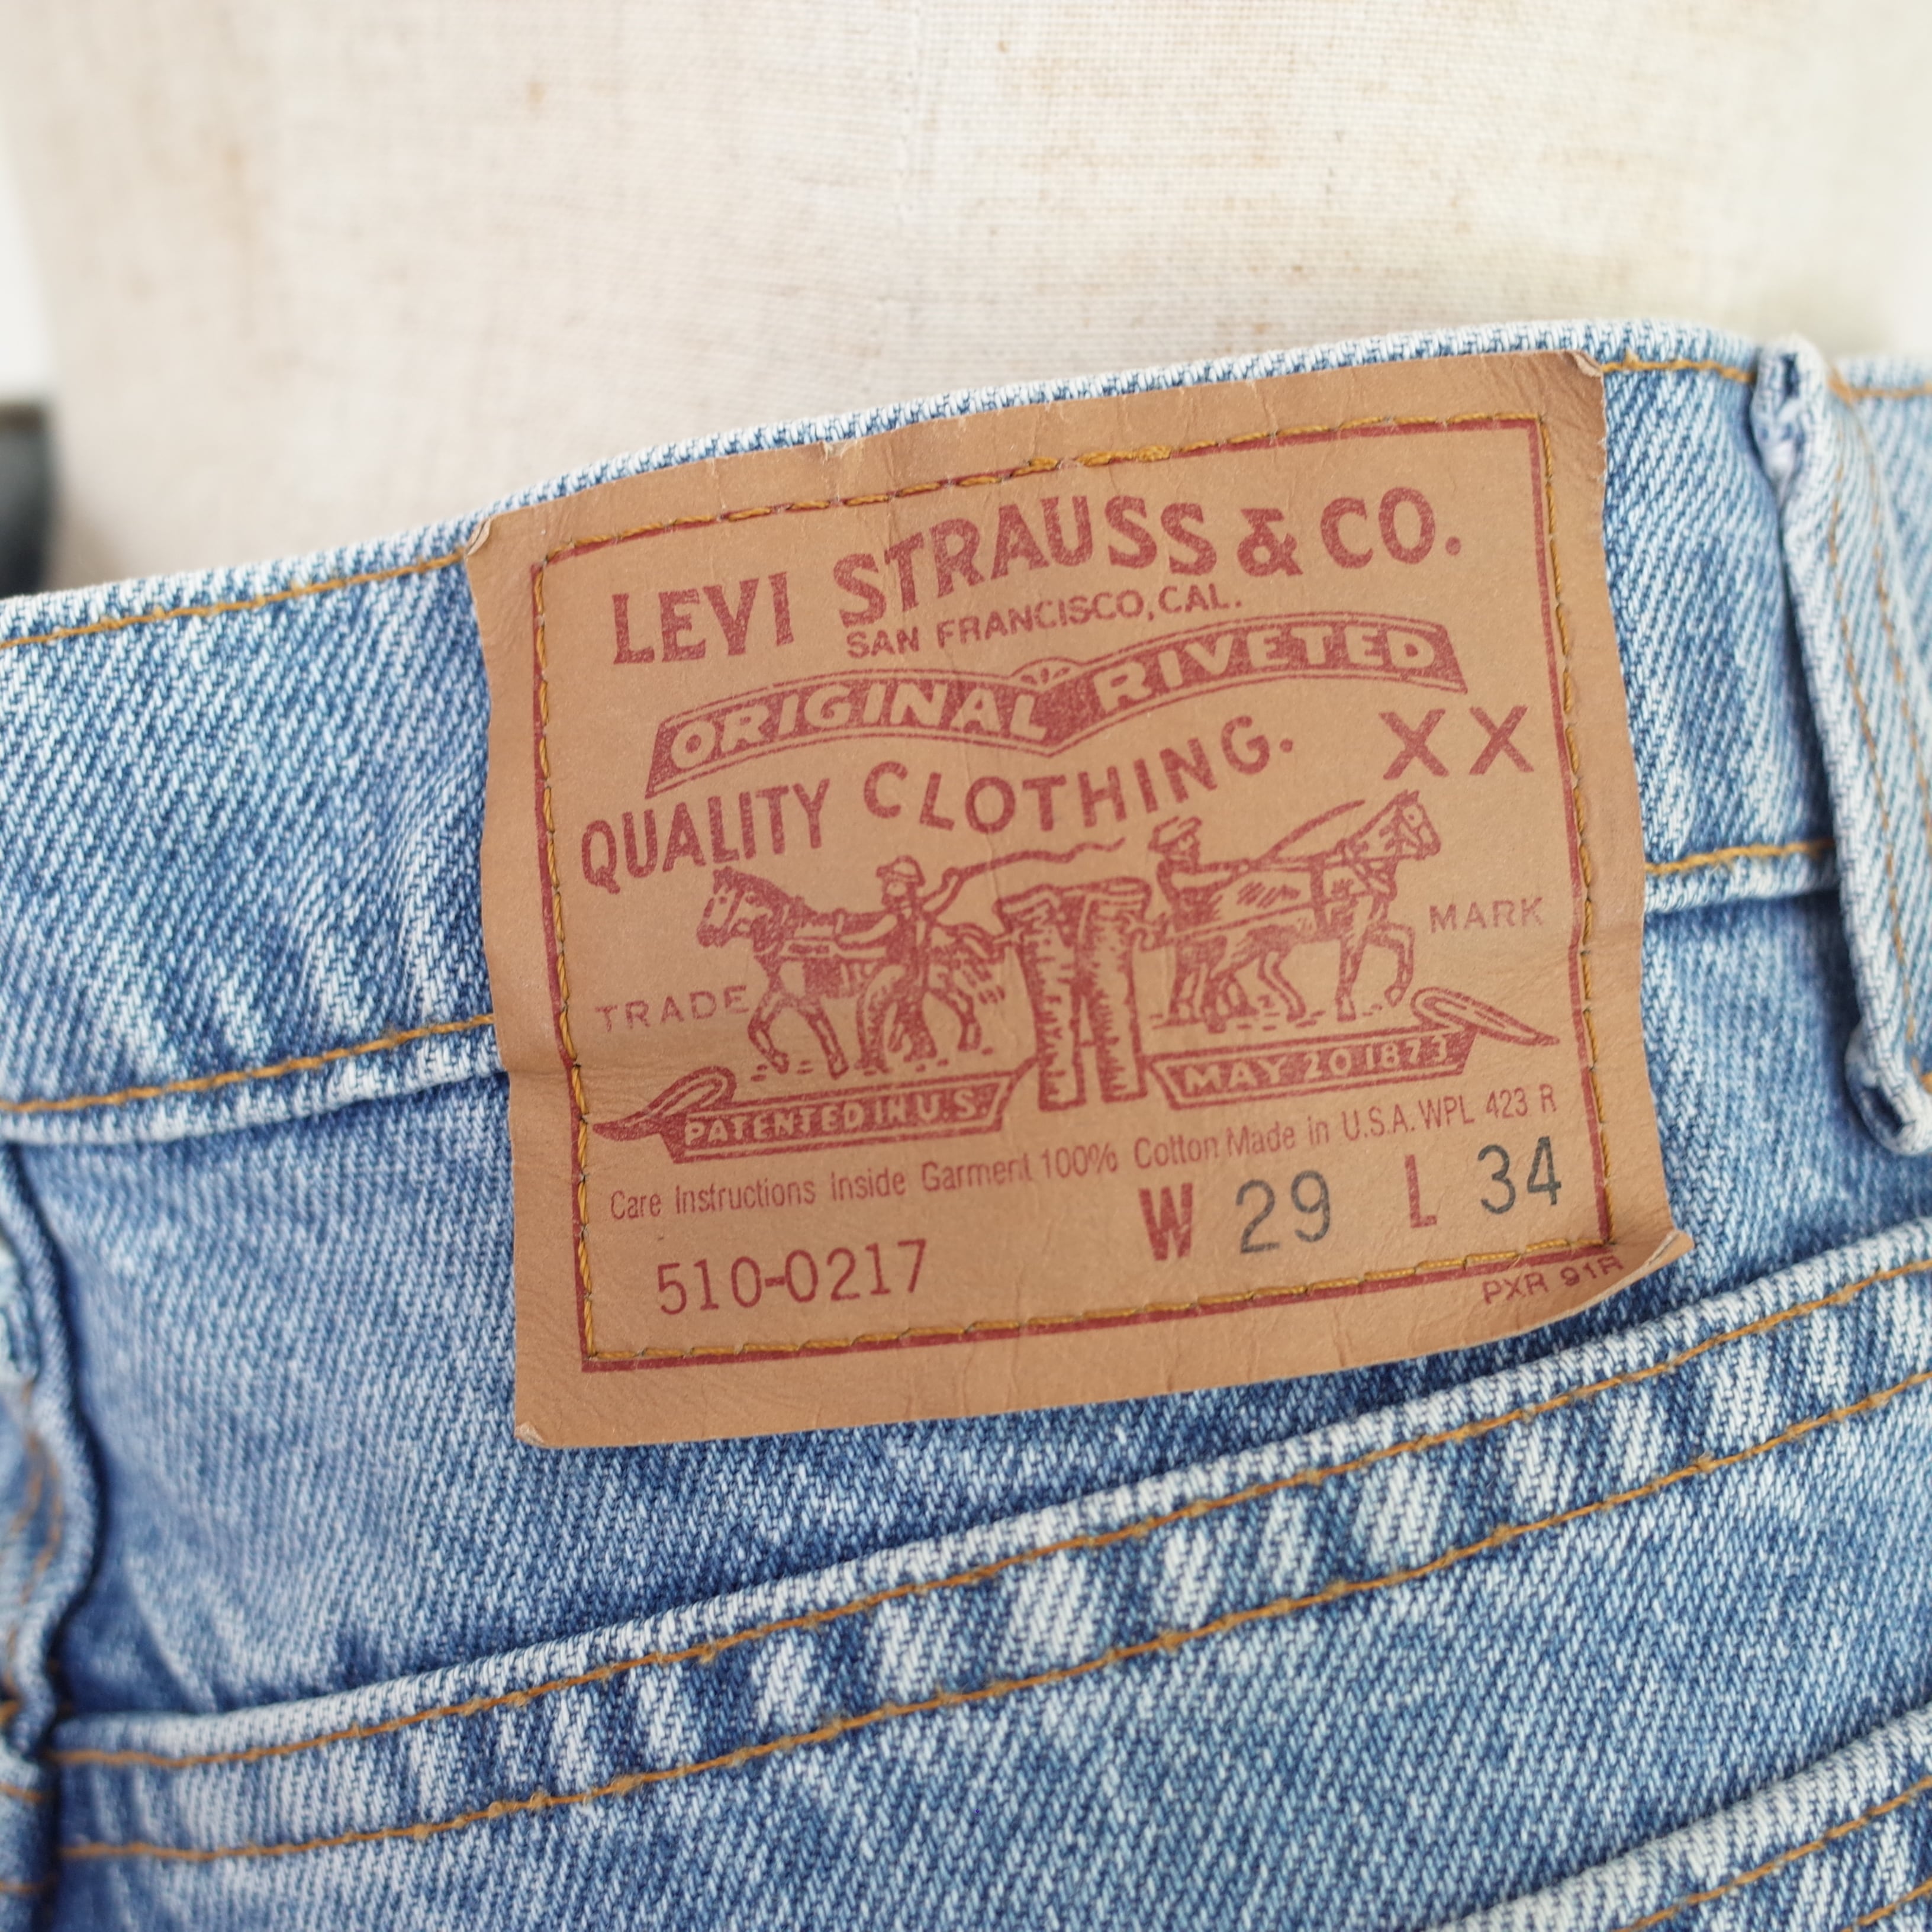 LEVI STRAUSS & CO.
SAN FRANCISCO, CAL.
ORIGINAL RIVETED
QUALITY CLOTHING. XX
TRADE MARK
PATENTED IN U.S. MAY 20 1873
Care Instructions Inside Garment 100% Cotton Made in U.S.A. WPL 423 R
510-0217 W 29 L 34
PXR 91R